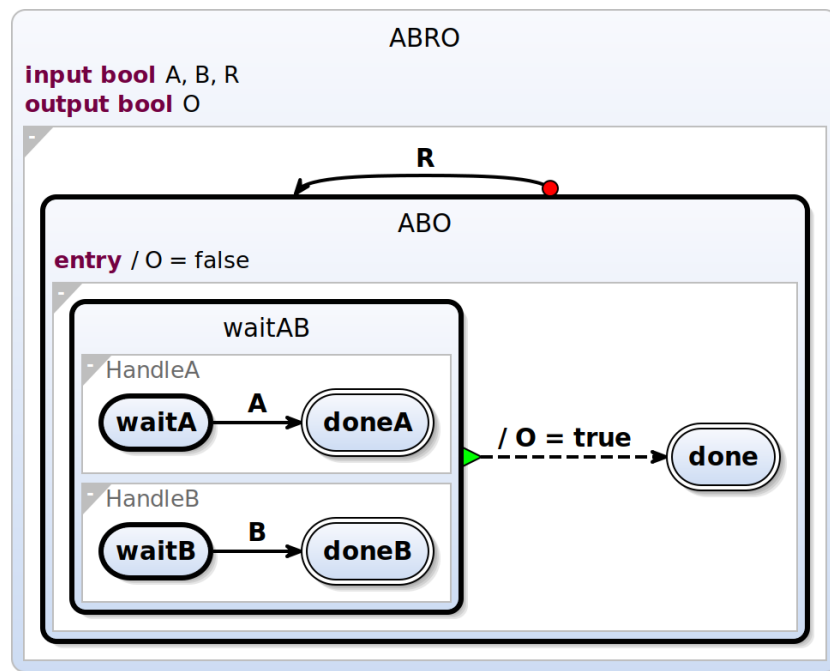 ABRO
input bool A, B, R
output bool O
-
R
ABO
entry / O = false
-
waitAB
- HandleA
waitA
A
doneA
/ O = true
done
- HandleB
waitB
B
doneB